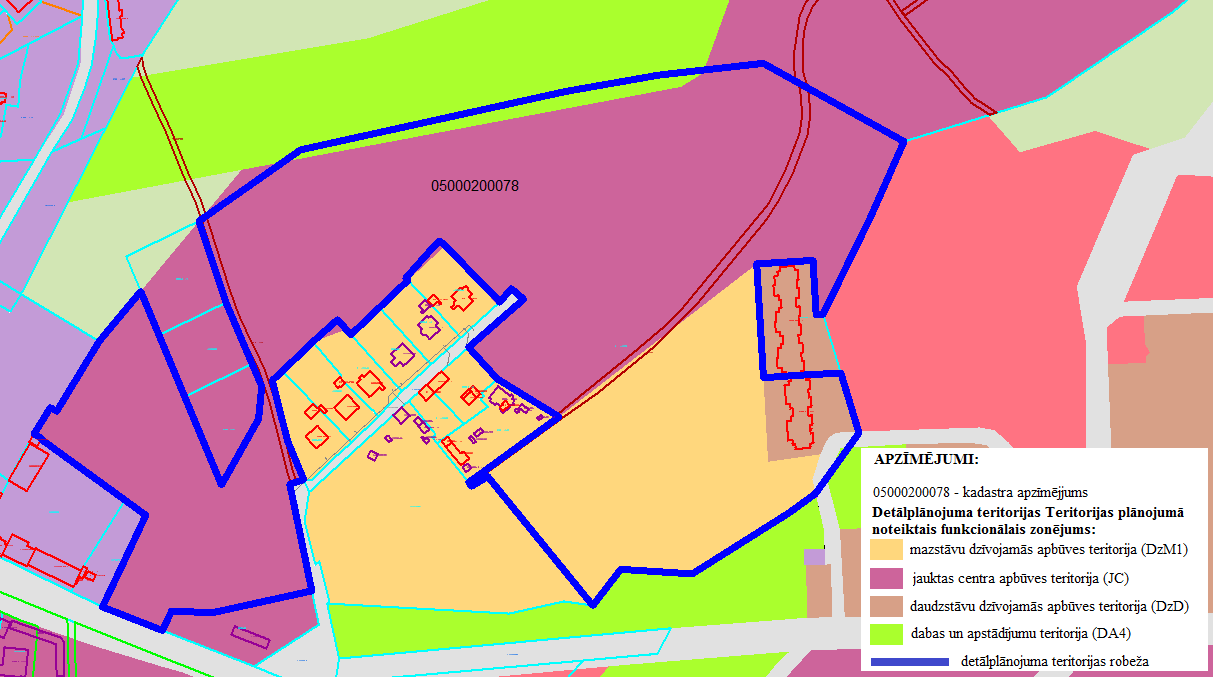 05000200078
APZĪMĒJUMI:
05000200078 - kadastra apzīmējjums
Detālplānojuma teritorijas Teritorijas plānojumā
noteiktais funkcionālais zonējums:
mazstāvu dzīvojamās apbūves teritorija (DzM1)
jauktas centra apbūves teritorija (JC)
daudzstāvu dzīvojamās apbūves teritorija (DzD)
dabas un apstādījumu teritorija (DA4)
detālplānojuma teritorijas robeža